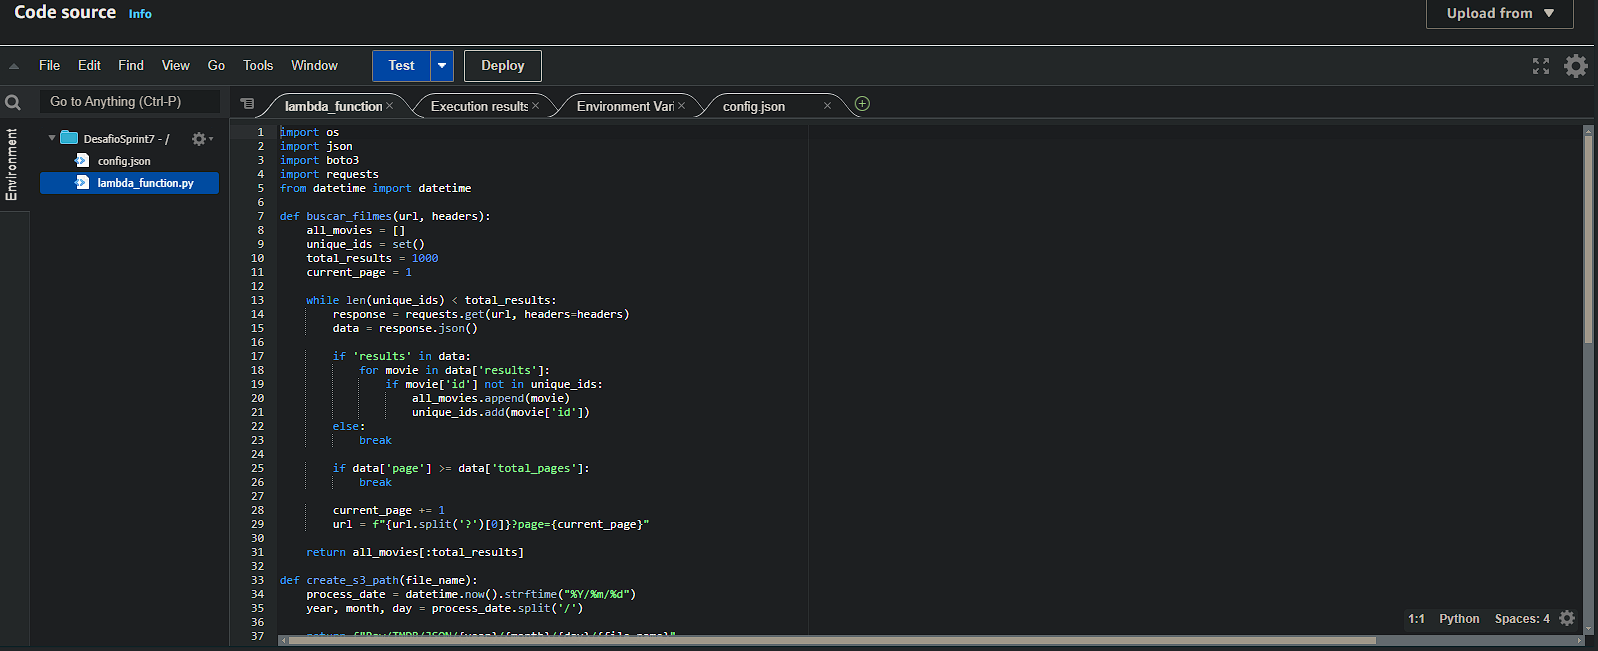 Code source Info
Upload from
File Edit Find View Go Tools Window Test Deploy
Go to Anything (Ctrl-P)
lambda_function × Execution results × Environment Vari × config.json ×
Environment
DesafioSprint7 - /
config.json
lambda_function.py
1 import os
2 import json
3 import boto3
4 import requests
5 from datetime import datetime
6
7 def buscar_filmes(url, headers):
8 all_movies = []
9 unique_ids = set()
10 total_results = 1000
11 current_page = 1
12
13 while len(unique_ids) < total_results:
14 response = requests.get(url, headers=headers)
15 data = response.json()
16
17 if 'results' in data:
18 for movie in data['results']:
19 if movie['id'] not in unique_ids:
20 all_movies.append(movie)
21 unique_ids.add(movie['id'])
22 else:
23 break
24
25 if data['page'] >= data['total_pages']:
26 break
27
28 current_page += 1
29 url = f"{url.split('?')[0]}?page={current_page}"
30
31 return all_movies[:total_results]
32
33 def create_s3_path(file_name):
34 process_date = datetime.now().strftime("%Y/%m/%d")
35 year, month, day = process_date.split('/')
36
37 return f"Raw/TMDB/JSON/{year}/{month}/{day}/{file_name}"
1:1 Python Spaces: 4